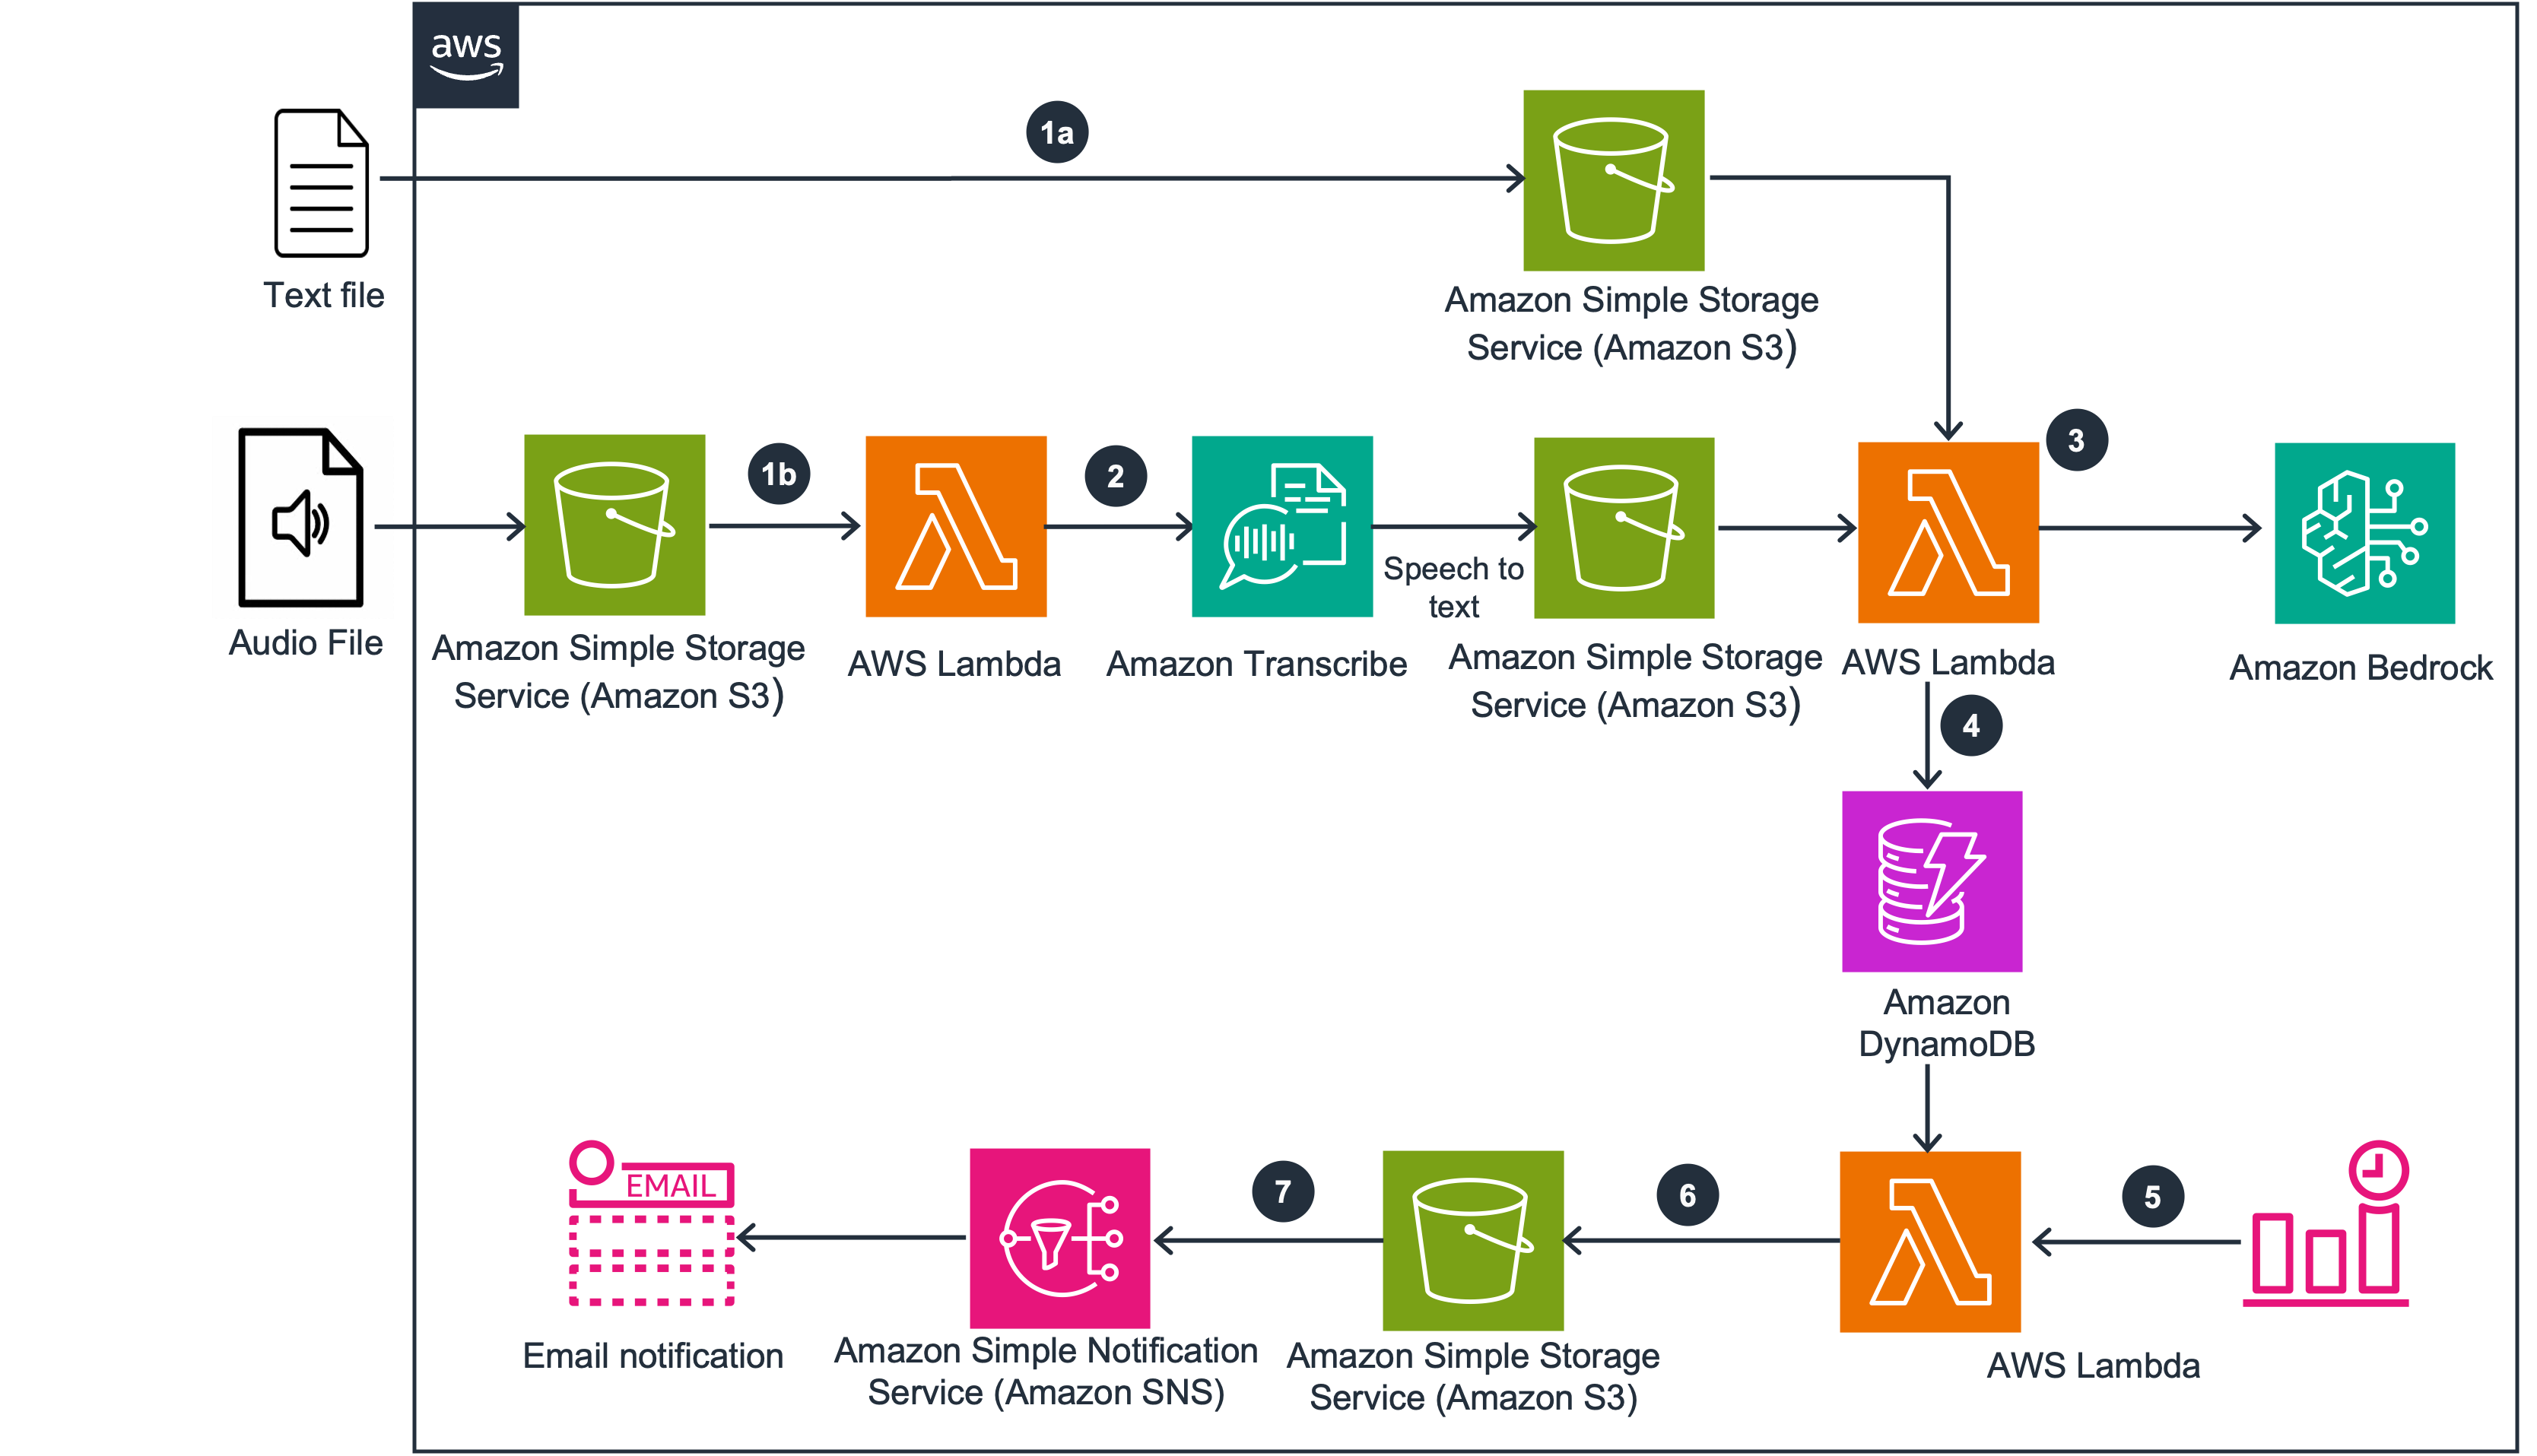 aws
1a
Text file
Amazon Simple Storage
Service (Amazon S3)
1b
2
3
Speech to
text
Audio File
Amazon Simple Storage
Service (Amazon S3)
AWS Lambda
Amazon Transcribe
Amazon Simple Storage
Service (Amazon S3)
AWS Lambda
Amazon Bedrock
4
Amazon
DynamoDB
EMAIL
7
6
5
Email notification
Amazon Simple Notification
Service (Amazon SNS)
Amazon Simple Storage
Service (Amazon S3)
AWS Lambda